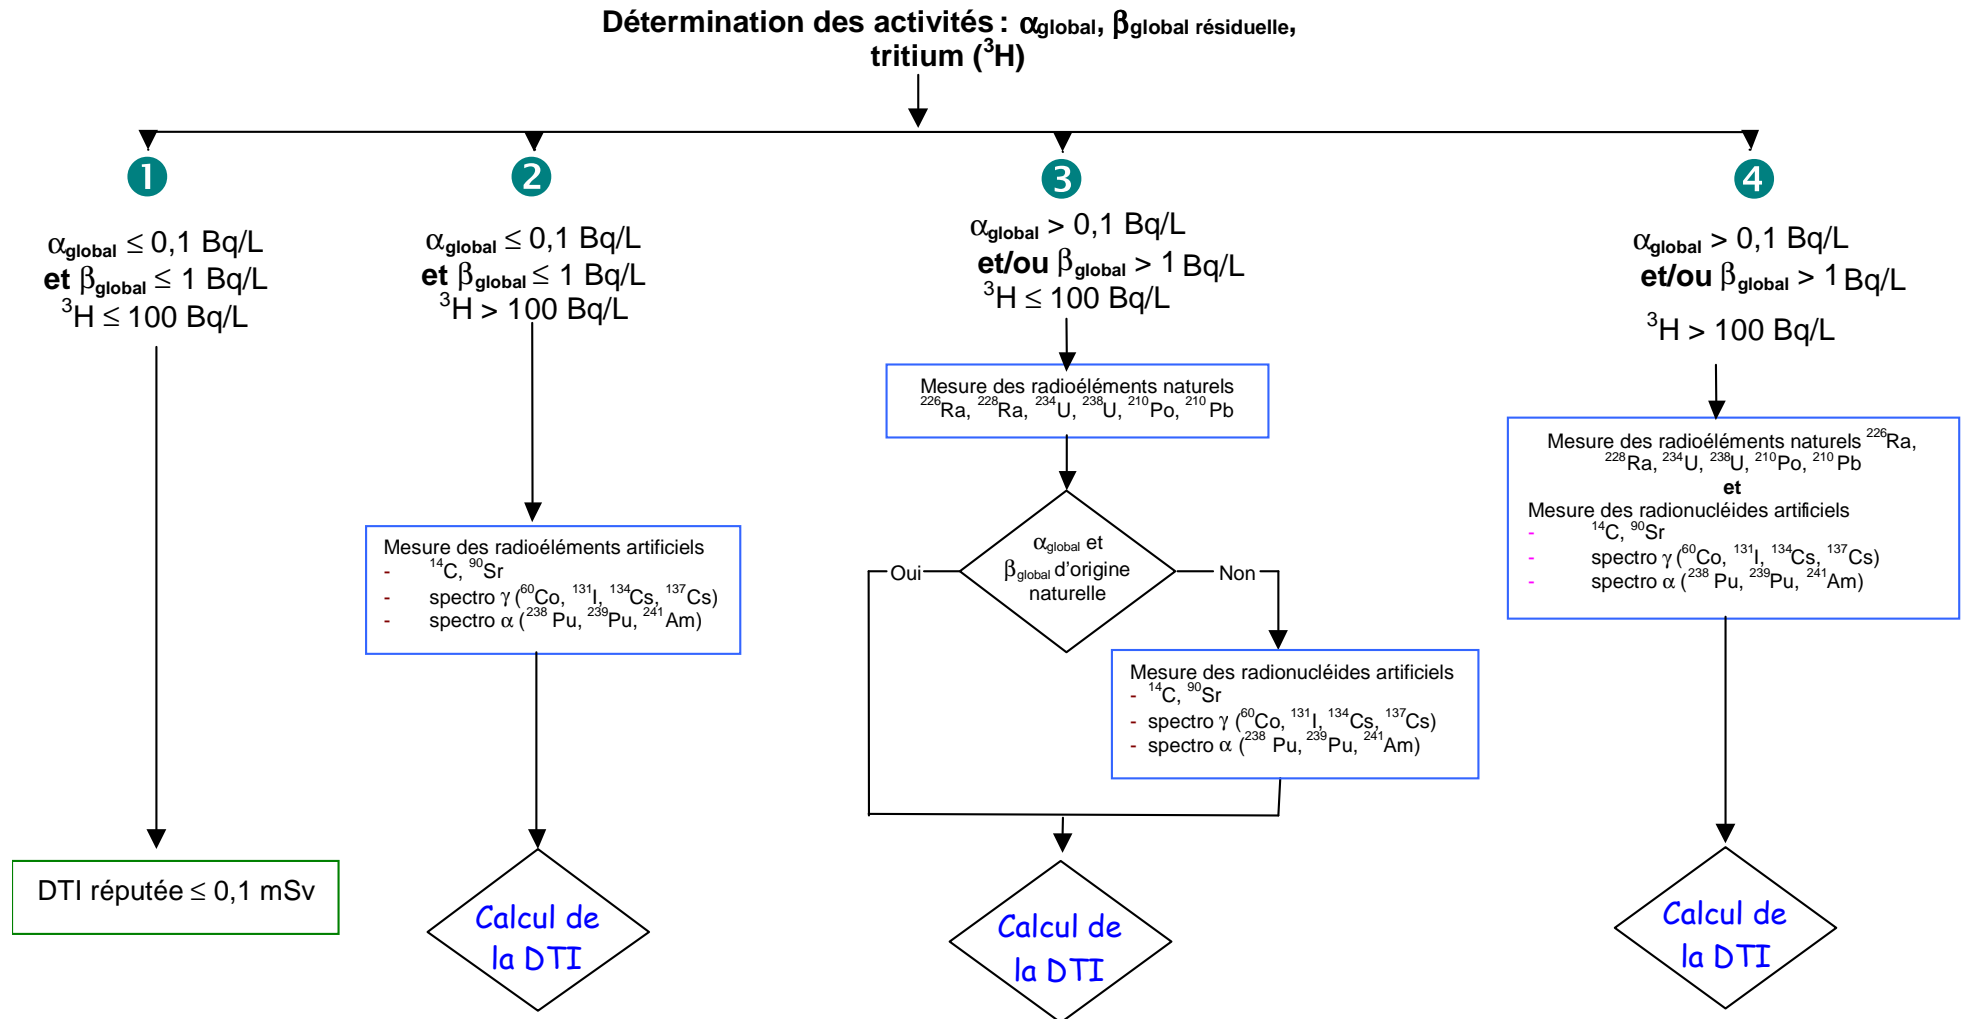 Détermination des activités : αglobal, βglobal résiduelle,
tritium (³H)
1
αglobal ≤ 0,1 Bq/L
et βglobal ≤ 1 Bq/L
³H ≤ 100 Bq/L
DTI réputée ≤ 0,1 mSv
2
αglobal ≤ 0,1 Bq/L
et βglobal ≤ 1 Bq/L
³H > 100 Bq/L
Mesure des radioéléments artificiels
- ¹⁴C, ⁹⁰Sr
- spectro γ (⁶⁰Co, ¹³¹I, ¹³⁴Cs, ¹³⁷Cs)
- spectro α (²³⁸ Pu, ²³⁹Pu, ²⁴¹Am)
Calcul de
la DTI
3
αglobal > 0,1 Bq/L
et/ou βglobal > 1 Bq/L
³H ≤ 100 Bq/L
Mesure des radioéléments naturels
²²⁶Ra, ²²⁸Ra, ²³⁴U, ²³⁸U, ²¹⁰Po, ²¹⁰Pb
αglobal et
βglobal d'origine
naturelle
Oui
Non
Mesure des radionucléides artificiels
- ¹⁴C, ⁹⁰Sr
- spectro γ (⁶⁰Co, ¹³¹I, ¹³⁴Cs, ¹³⁷Cs)
- spectro α (²³⁸ Pu, ²³⁹Pu, ²⁴¹Am)
Calcul de
la DTI
4
αglobal > 0,1 Bq/L
et/ou βglobal > 1 Bq/L
³H > 100 Bq/L
Mesure des radioéléments naturels ²²⁶Ra,
²²⁸Ra, ²³⁴U, ²³⁸U, ²¹⁰Po, ²¹⁰Pb
et
Mesure des radionucléides artificiels
- ¹⁴C, ⁹⁰Sr
- spectro γ (⁶⁰Co, ¹³¹I, ¹³⁴Cs, ¹³⁷Cs)
- spectro α (²³⁸ Pu, ²³⁹Pu, ²⁴¹Am)
Calcul de
la DTI